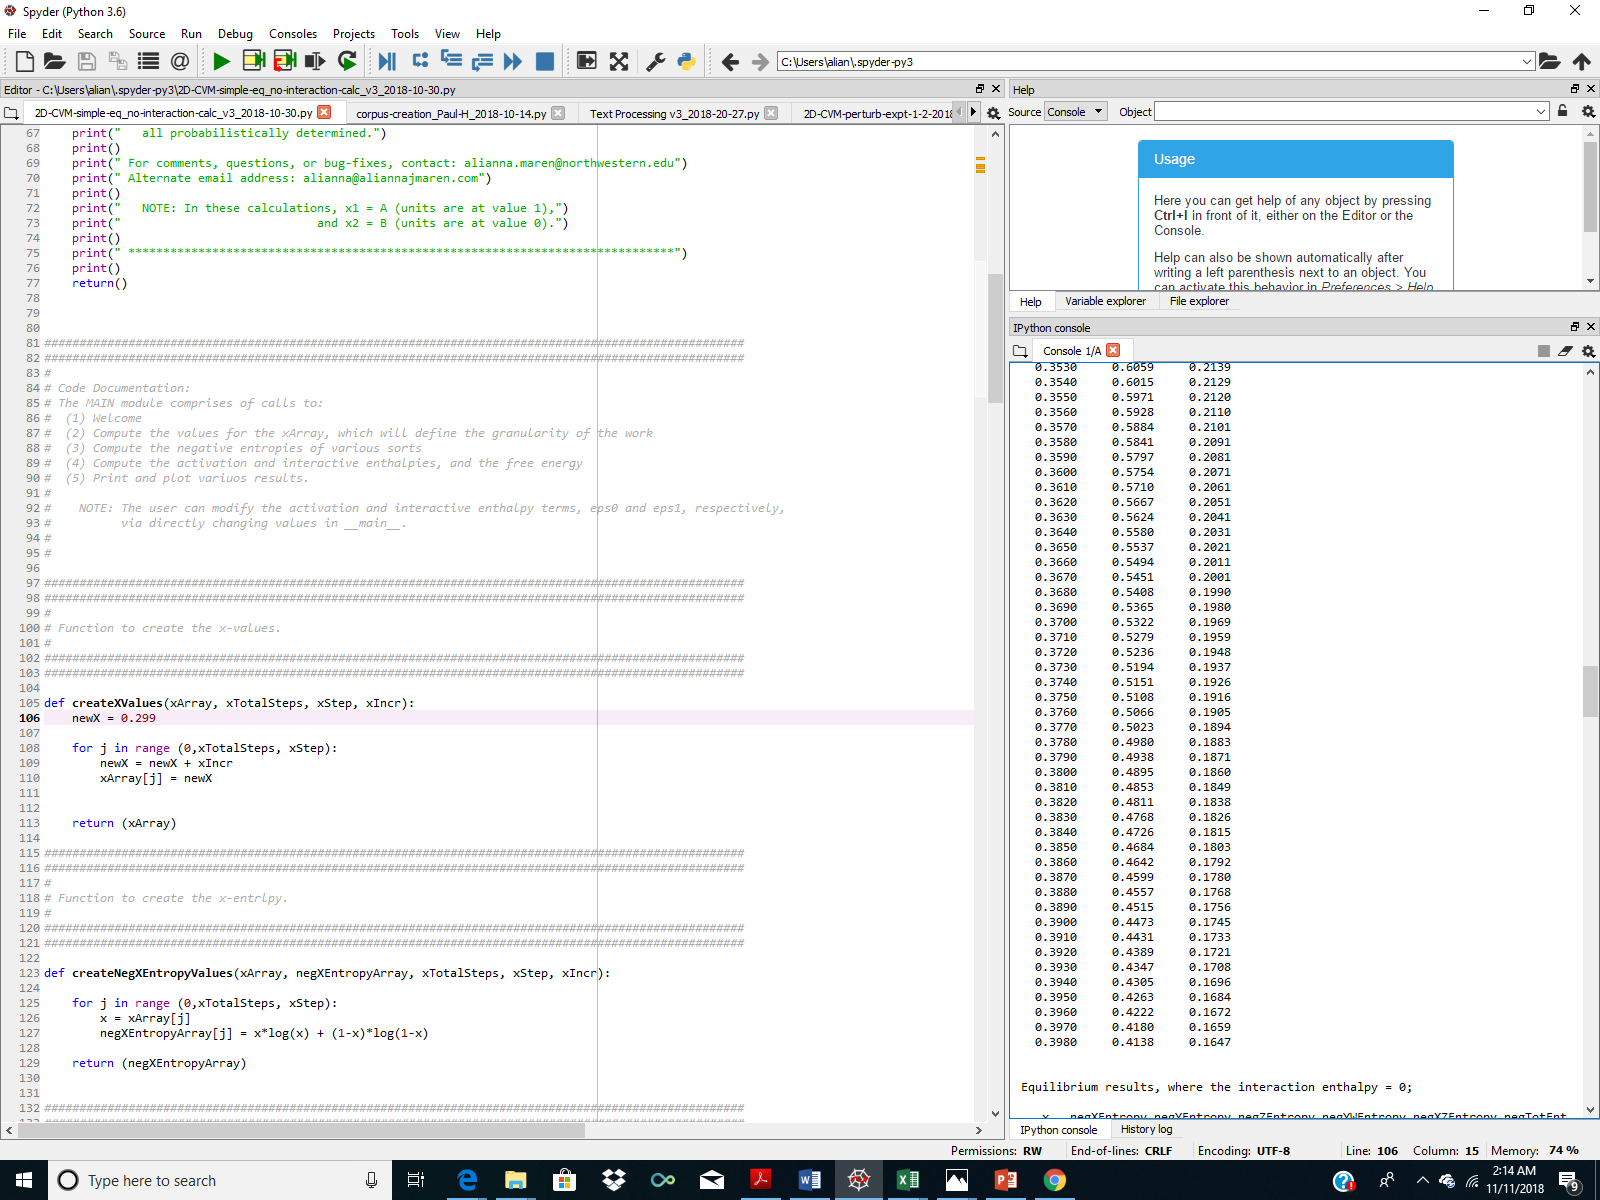 Spyder (Python 3.6)
File Edit Search Source Run Debug Consoles Projects Tools View Help
C:\Users\alian\.spyder-py3
Editor - C:\Users\alian\.spyder-py3\2D-CVM-simple-eq_no-interaction-calc_v3_2018-10-30.py
2D-CVM-simple-eq_no-interaction-calc_v3_2018-10-30.py corpus-creation_Paul-H_2018-10-14.py Text Processing v3_2018-20-27.py 2D-CVM-perturb-expt-1-2-2018
67 print("   all probabilistically determined.")
68 print()
69 print(" For comments, questions, or bug-fixes, contact: alianna.maren@northwestern.edu")
70 print(" Alternate email address: alianna@aliannajmaren.com")
71 print()
72 print("   NOTE: In these calculations, x1 = A (units are at value 1),")
73 print("                            and x2 = B (units are at value 0).")
74 print()
75 print(" ******************************************************************************")
76 print()
77 return()
78
79
80
81 ####################################################################################################
82 ####################################################################################################
83 #
84 # Code Documentation:
85 # The MAIN module comprises of calls to:
86 #  (1) Welcome
87 #  (2) Compute the values for the xArray, which will define the granularity of the work
88 #  (3) Compute the negative entropies of various sorts
89 #  (4) Compute the activation and interactive enthalpies, and the free energy
90 #  (5) Print and plot variuos results.
91 #
92 #    NOTE: The user can modify the activation and interactive enthalpy terms, eps0 and eps1, respectively,
93 #          via directly changing values in __main__.
94 #
95 #
96
97 ####################################################################################################
98 ####################################################################################################
99 #
100 # Function to create the x-values.
101 #
102 ####################################################################################################
103 ####################################################################################################
104
105 def createXValues(xArray, xTotalSteps, xStep, xIncr):
106     newX = 0.299
107
108     for j in range (0,xTotalSteps, xStep):
109         newX = newX + xIncr
110         xArray[j] = newX
111
112
113     return (xArray)
114
115 ####################################################################################################
116 ####################################################################################################
117 #
118 # Function to create the x-entrlpy.
119 #
120 ####################################################################################################
121 ####################################################################################################
122
123 def createNegXEntropyValues(xArray, negXEntropyArray, xTotalSteps, xStep, xIncr):
124
125     for j in range (0,xTotalSteps, xStep):
126         x = xArray[j]
127         negXEntropyArray[j] = x*log(x) + (1-x)*log(1-x)
128
129     return (negXEntropyArray)
130
131
132 ####################################################################################################
Help
Source Console Object
Usage
Here you can get help of any object by pressing
Ctrl+I in front of it, either on the Editor or the
Console.
Help can also be shown automatically after
writing a left parenthesis next to an object. You
can activate this behavior in Preferences > Help.
Help Variable explorer File explorer
IPython console
Console 1/A
0.3530 0.6059 0.2139
0.3540 0.6015 0.2129
0.3550 0.5971 0.2120
0.3560 0.5928 0.2110
0.3570 0.5884 0.2101
0.3580 0.5841 0.2091
0.3590 0.5797 0.2081
0.3600 0.5754 0.2071
0.3610 0.5710 0.2061
0.3620 0.5667 0.2051
0.3630 0.5624 0.2041
0.3640 0.5580 0.2031
0.3650 0.5537 0.2021
0.3660 0.5494 0.2011
0.3670 0.5451 0.2001
0.3680 0.5408 0.1990
0.3690 0.5365 0.1980
0.3700 0.5322 0.1969
0.3710 0.5279 0.1959
0.3720 0.5236 0.1948
0.3730 0.5194 0.1937
0.3740 0.5151 0.1926
0.3750 0.5108 0.1916
0.3760 0.5066 0.1905
0.3770 0.5023 0.1894
0.3780 0.4980 0.1883
0.3790 0.4938 0.1871
0.3800 0.4895 0.1860
0.3810 0.4853 0.1849
0.3820 0.4811 0.1838
0.3830 0.4768 0.1826
0.3840 0.4726 0.1815
0.3850 0.4684 0.1803
0.3860 0.4642 0.1792
0.3870 0.4599 0.1780
0.3880 0.4557 0.1768
0.3890 0.4515 0.1756
0.3900 0.4473 0.1745
0.3910 0.4431 0.1733
0.3920 0.4389 0.1721
0.3930 0.4347 0.1708
0.3940 0.4305 0.1696
0.3950 0.4263 0.1684
0.3960 0.4222 0.1672
0.3970 0.4180 0.1659
0.3980 0.4138 0.1647
Equilibrium results, where the interaction enthalpy = 0;
x negXEntropy negYEntropy negZEntropy negYWEntropy negXZEntropy negTotEnt
IPython console History log
Permissions: RW End-of-lines: CRLF Encoding: UTF-8 Line: 106 Column: 15 Memory: 74 %
Type here to search
2:14 AM
11/11/2018
9